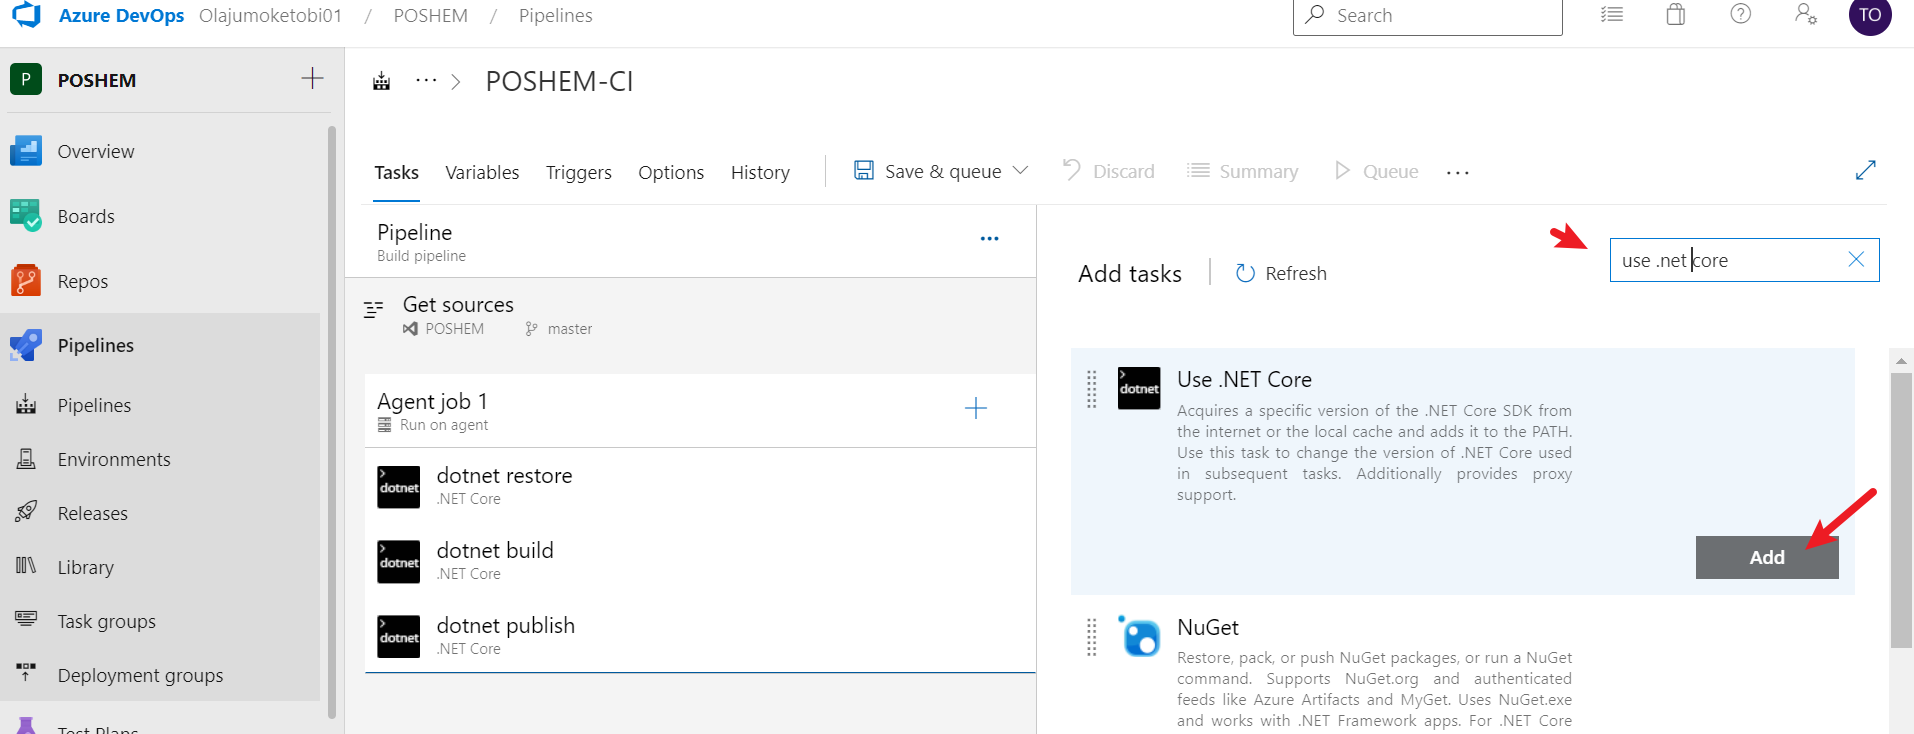 Azure DevOps Olajumoketobi01 / POSHEM / Pipelines
Search
TO
P POSHEM
Overview
Boards
Repos
Pipelines
Pipelines
Environments
Releases
Library
Task groups
Deployment groups
Test Plans
... > POSHEM-CI
Tasks Variables Triggers Options History Save & queue Discard Summary Queue ...
Pipeline
Build pipeline
...
Get sources
POSHEM master
Agent job 1
Run on agent
dotnet
dotnet restore
.NET Core
dotnet
dotnet build
.NET Core
dotnet
dotnet publish
.NET Core
Add tasks Refresh
use .net core
dotnet
Use .NET Core
Acquires a specific version of the .NET Core SDK from
the internet or the local cache and adds it to the PATH.
Use this task to change the version of .NET Core used
in subsequent tasks. Additionally provides proxy
support.
Add
NuGet
Restore, pack, or push NuGet packages, or run a NuGet
command. Supports NuGet.org and authenticated
feeds like Azure Artifacts and MyGet. Uses NuGet.exe
and works with .NET Framework apps. For .NET Core